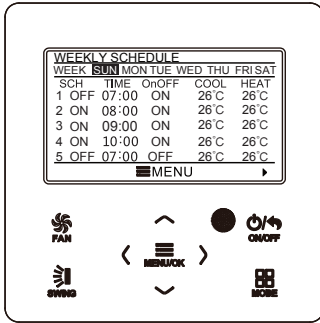 WEEKLY SCHEDULE
WEEK SUN MON TUE WED THU FRI SAT
SCH TIME OnOFF COOL HEAT
1 OFF 07:00 ON 26°C 26°C
2 ON 08:00 ON 26°C 26°C
3 ON 09:00 ON 26°C 26°C
4 ON 10:00 ON 26°C 26°C
5 OFF 07:00 OFF 26°C 26°C
MENU
FAN
MENU/OK
ON/OFF
SWING
MODE